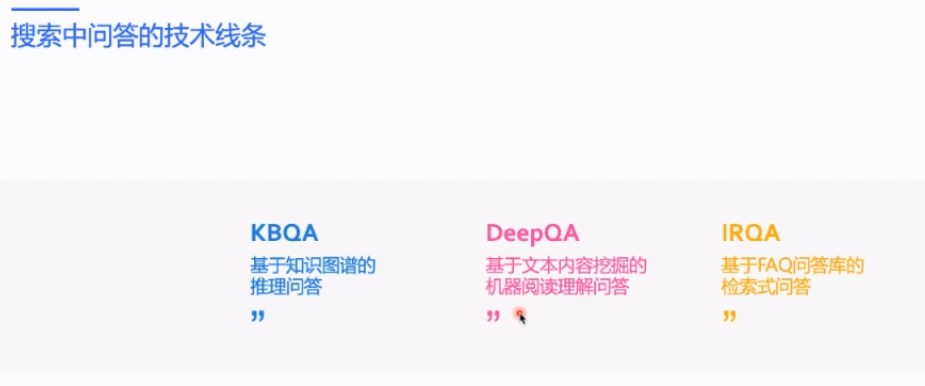 搜索中问答的技术线条
KBQA
基于知识图谱的
推理问答
”
DeepQA
基于文本内容挖掘的
机器阅读理解问答
”
IRQA
基于FAQ问答库的
检索式问答
”